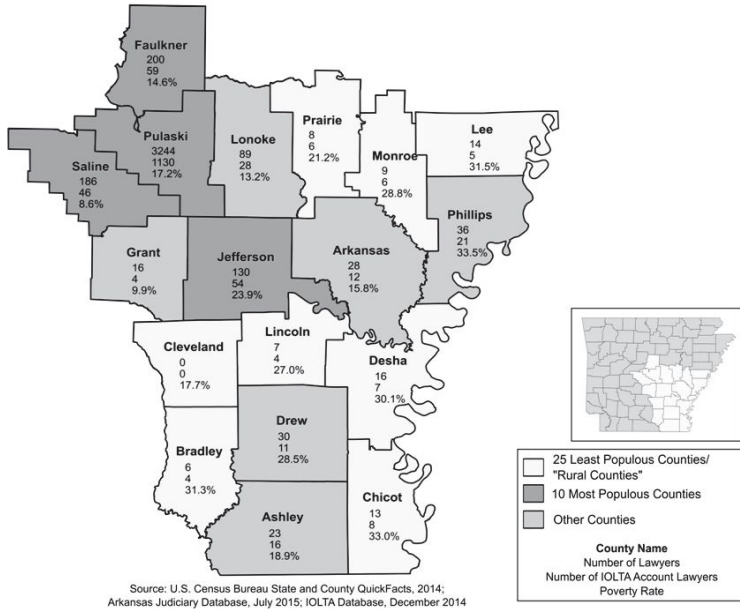 Faulkner
200
59
14.6%
Pulaski
3244
1130
17.2%
Saline
186
46
8.6%
Lonoke
89
28
13.2%
Prairie
8
6
21.2%
Monroe
9
6
28.8%
Lee
14
5
31.5%
Phillips
36
21
33.5%
Grant
16
4
9.9%
Jefferson
130
54
23.9%
Arkansas
28
12
15.8%
Cleveland
0
0
17.7%
Lincoln
7
4
27.0%
Desha
16
7
30.1%
Drew
30
11
28.5%
Bradley
6
4
31.3%
Ashley
23
16
18.9%
Chicot
13
8
33.0%
25 Least Populous Counties/
"Rural Counties"
10 Most Populous Counties
Other Counties
County Name
Number of Lawyers
Number of IOLTA Account Lawyers
Poverty Rate
Source: U.S. Census Bureau State and County QuickFacts, 2014;
Arkansas Judiciary Database, July 2015; IOLTA Database, December 2014